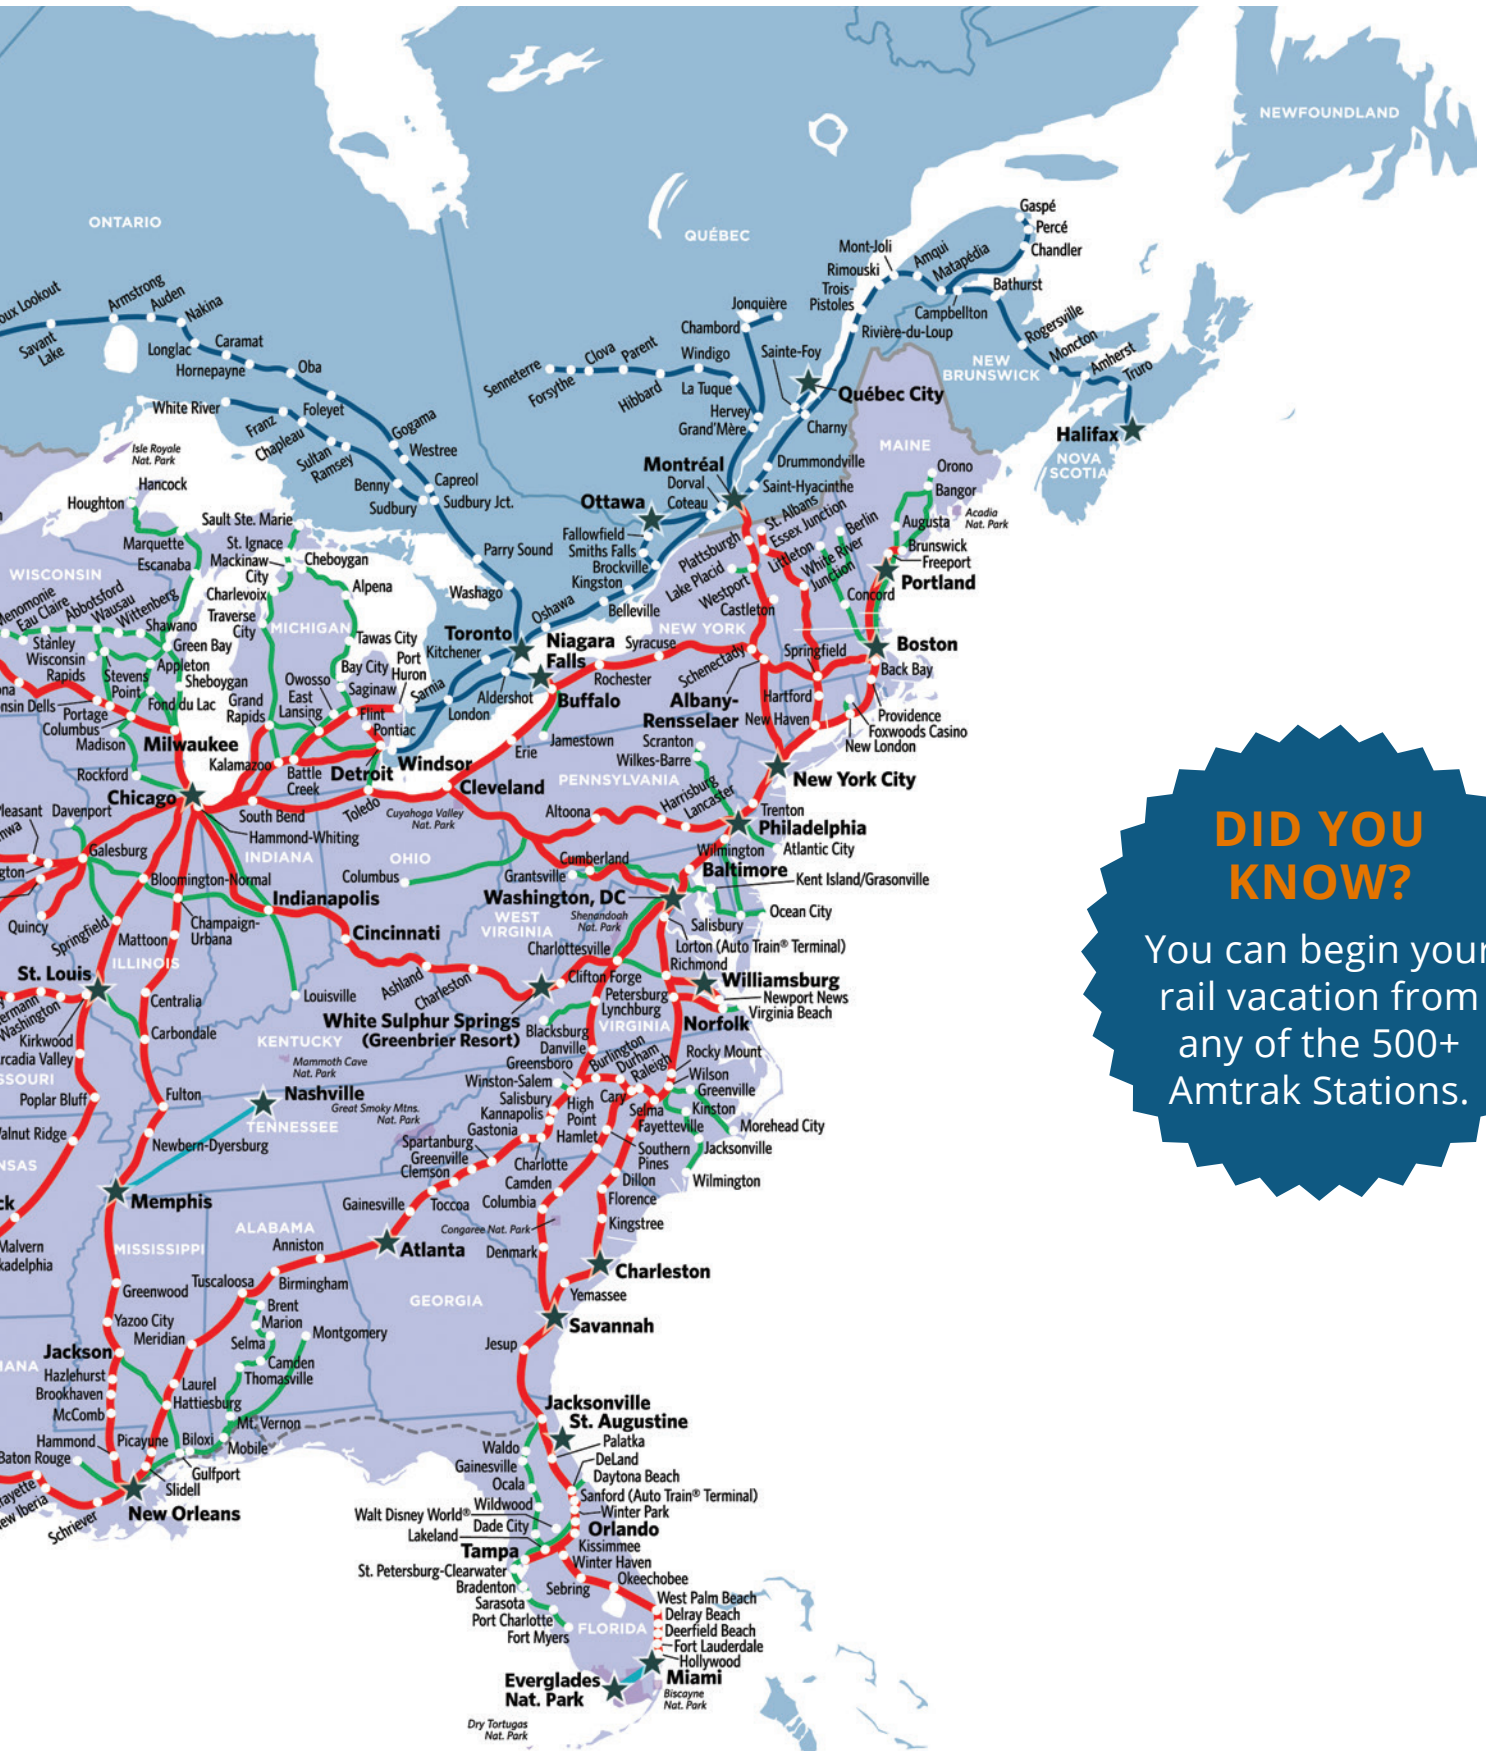 NEWFOUNDLAND
ONTARIO
QUÉBEC
Gaspé
Percé
Chandler
Mont-Joli
Amqui
Matapédia
Rimouski
Trois-
Pistoles
Bathurst
Campbellton
Rivière-du-Loup
Rogersville
Moncton
Amherst
Truro
NEW
BRUNSWICK
Halifax
NOVA
SCOTIA
Jonquière
Chambord
Senneterre
Forsythe
Clova
Parent
Hibbard
Windigo
La Tuque
Hervey
Grand'Mère
Sainte-Foy
Québec City
Charny
Drummondville
Saint-Hyacinthe
Montréal
Dorval
Coteau
Ottawa
Fallowfield
Smiths Falls
Brockville
Kingston
Belleville
Oshawa
oux Lookout
Savant
Lake
Armstrong
Auden
Nakina
Longlac
Caramat
Hornepayne
Oba
White River
Franz
Foleyet
Chapleau
Sultan
Ramsey
Gogama
Westree
Benny
Capreol
Sudbury
Sudbury Jct.
Parry Sound
Washago
Toronto
Kitchener
Niagara
Falls
Aldershot
London
Sarnia
Windsor
Isle Royale
Nat. Park
Hancock
Houghton
Sault Ste. Marie
St. Ignace
Mackinaw
City
Cheboygan
Charlevoix
Alpena
Traverse
City
MICHIGAN
Tawas City
Bay City
Port
Huron
Saginaw
Owosso
East
Lansing
Flint
Pontiac
Grand
Rapids
Kalamazoo
Battle
Creek
Detroit
Marquette
Escanaba
WISCONSIN
enomonie
Eau Claire
Abbotsford
Wausau
Wittenberg
Shawano
Green Bay
Stanley
Wisconsin
Rapids
Stevens
Point
Appleton
Sheboygan
Fond du Lac
ona
nsin Dells
Portage
Columbus
Madison
Milwaukee
Rockford
Chicago
South Bend
Hammond-Whiting
Toledo
Cleveland
Cuyahoga Valley
Nat. Park
leasant
Davenport
mwa
gton
Galesburg
Quincy
Springfield
Bloomington-Normal
Champaign-
Urbana
Mattoon
ILLINOIS
INDIANA
OHIO
Columbus
Indianapolis
Cincinnati
Louisville
St. Louis
ermann
Washington
Kirkwood
rcadia Valley
SSOURI
Poplar Bluff
alnut Ridge
NSAS
ck
Malvern
kadelphia
Centralia
Carbondale
KENTUCKY
Mammoth Cave
Nat. Park
Fulton
Nashville
TENNESSEE
Great Smoky Mtns.
Nat. Park
Newbern-Dyersburg
Memphis
MISSISSIPPI
ALABAMA
GEORGIA
Greenwood
Yazoo City
Jackson
Hazlehurst
Brookhaven
McComb
Hammond
IANA
Baton Rouge
fayette
ew Iberia
Schriever
New Orleans
Slidell
Gulfport
Biloxi
Picayune
Mobile
Mt. Vernon
Hattiesburg
Laurel
Meridian
Tuscaloosa
Birmingham
Anniston
Brent
Marion
Selma
Montgomery
Camden
Thomasville
Atlanta
Gainesville
Toccoa
Clemson
Greenville
Spartanburg
Gastonia
Charlotte
Kannapolis
Salisbury
Winston-Salem
Greensboro
High
Point
Burlington
Durham
Raleigh
Cary
Selma
Hamlet
Southern
Pines
Fayetteville
Camden
Columbia
Congaree Nat. Park
Denmark
Dillon
Florence
Kingstree
Charleston
Yemassee
Savannah
Jesup
Wilson
Rocky Mount
Greenville
Kinston
Morehead City
Jacksonville
Wilmington
MAINE
Orono
Bangor
Acadia
Nat. Park
Augusta
Brunswick
Freeport
Portland
Concord
Boston
Back Bay
Providence
Foxwoods Casino
New London
St. Albans
Essex Junction
Berlin
Littleton
White River
Junction
Plattsburgh
Lake Placid
Westport
Castleton
NEW YORK
Syracuse
Rochester
Buffalo
Schenectady
Springfield
Albany-
Rensselaer
Hartford
New Haven
Erie
Jamestown
Scranton
Wilkes-Barre
PENNSYLVANIA
New York City
Trenton
Altoona
Harrisburg
Lancaster
Philadelphia
Wilmington
Atlantic City
Baltimore
Cumberland
Grantsville
Kent Island/Grasonville
Washington, DC
Ocean City
Salisbury
WEST
VIRGINIA
Shenandoah
Nat. Park
Charlottesville
Lorton (Auto Train® Terminal)
Richmond
Clifton Forge
Williamsburg
Newport News
Virginia Beach
Norfolk
Petersburg
Lynchburg
VIRGINIA
Ashland
Charleston
White Sulphur Springs
(Greenbrier Resort)
Blacksburg
Danville
Jacksonville
St. Augustine
Palatka
DeLand
Daytona Beach
Sanford (Auto Train® Terminal)
Winter Park
Orlando
Kissimmee
Winter Haven
Okeechobee
Sebring
Waldo
Gainesville
Ocala
Wildwood
Walt Disney World®
Dade City
Lakeland
Tampa
St. Petersburg-Clearwater
Bradenton
Sarasota
Port Charlotte
Fort Myers
FLORIDA
West Palm Beach
Delray Beach
Deerfield Beach
Fort Lauderdale
Hollywood
Miami
Everglades
Nat. Park
Biscayne
Nat. Park
Dry Tortugas
Nat. Park
DID YOU
KNOW?
You can begin your
rail vacation from
any of the 500+
Amtrak Stations.